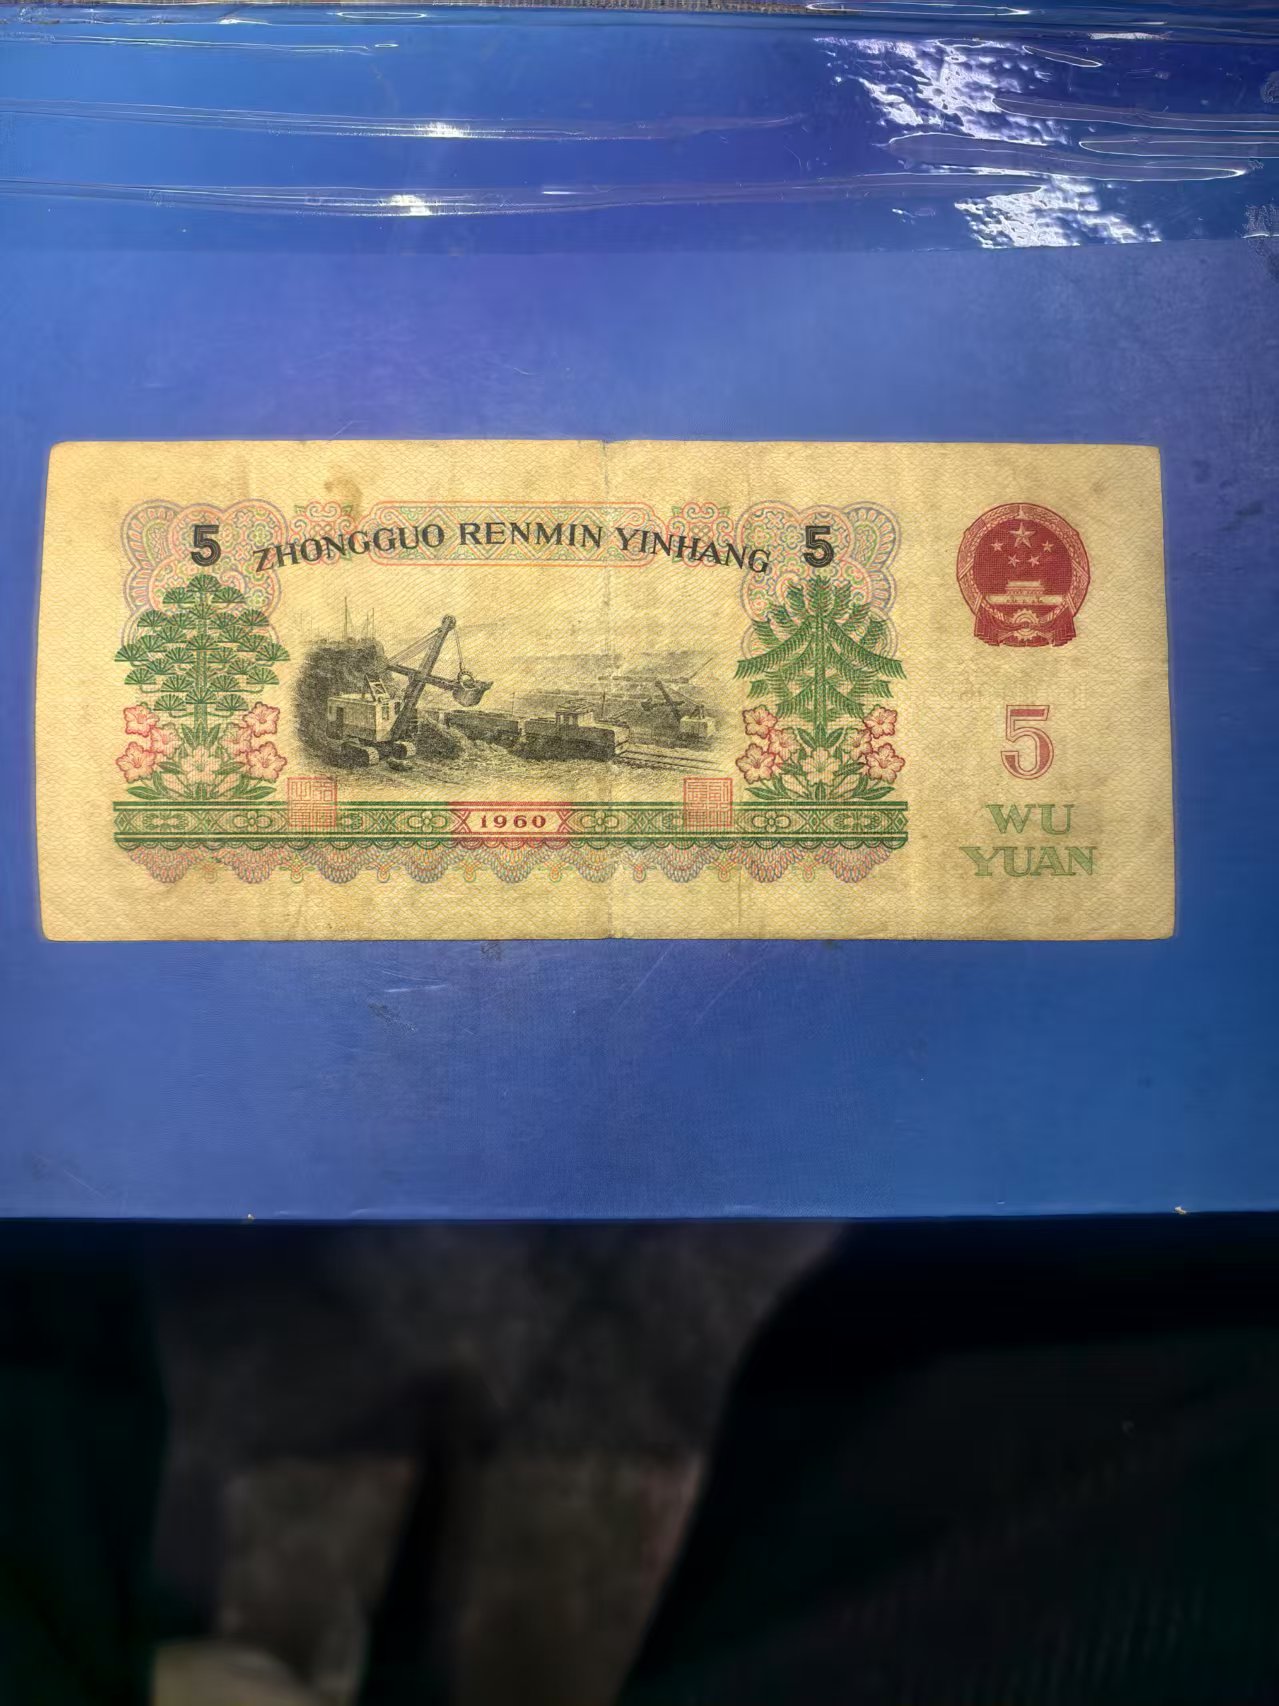 5 ZHONGGUO RENMIN YINHANG 5
1960
5
WU
YUAN